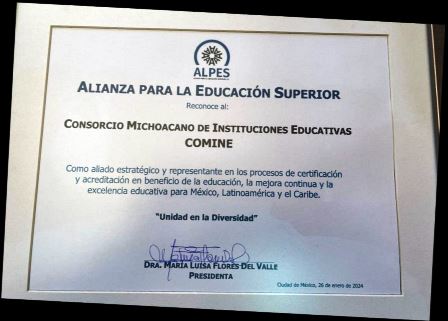 ALPES
ALIANZA PARA LA EDUCACIÓN SUPERIOR
Reconoce al:
CONSORCIO MICHOACANO DE INSTITUCIONES EDUCATIVAS
COMINE
Como aliado estratégico y representante en los procesos de certificación
y acreditación en beneficio de la educación, la mejora continua y la
excelencia educativa para México, Latinoamérica y el Caribe.
"Unidad en la Diversidad"
DRA. MARÍA LUISA FLORES DEL VALLE
PRESIDENTA
Ciudad de México, 26 de enero de 2024